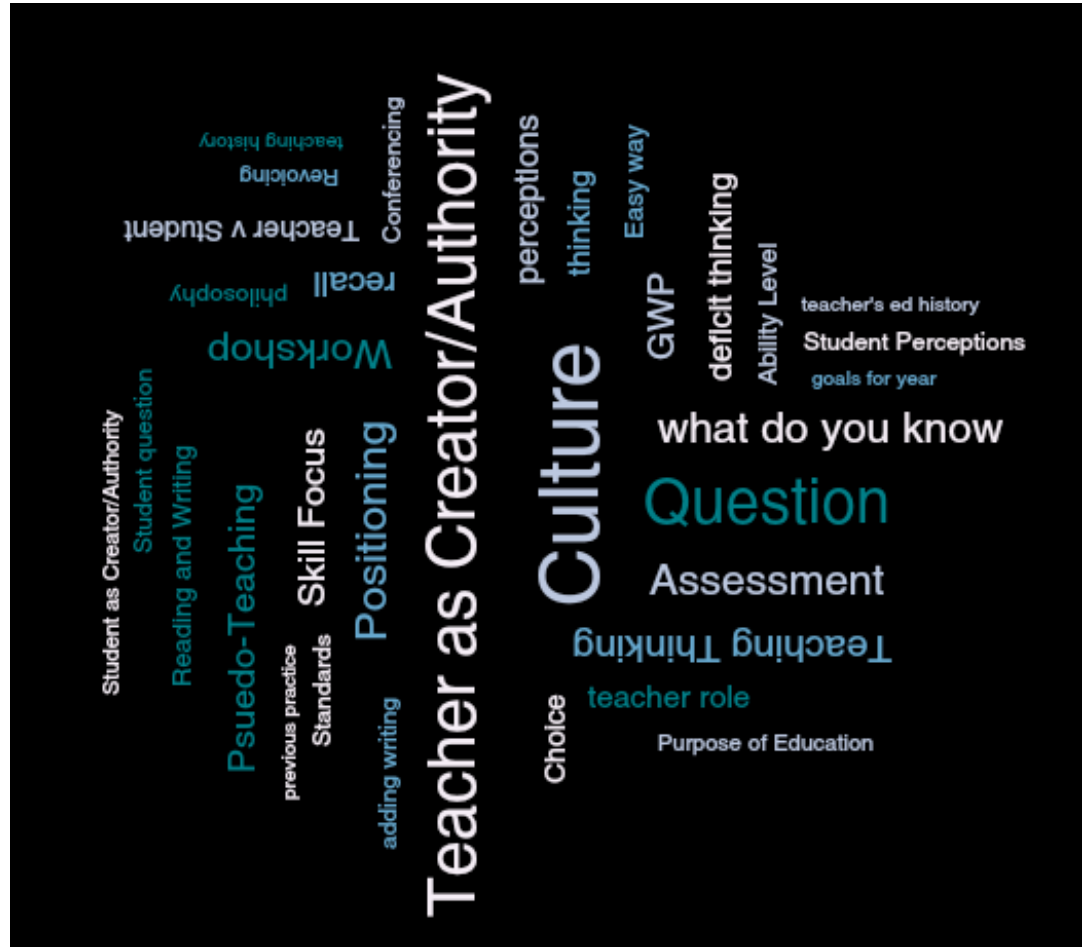 teaching history
Revoicing
Teacher v Student
philosophy
recall
Workshop
Conferencing
Teacher as Creator/Authority
perceptions
thinking
Easy way
GWP
deficit thinking
Ability Level
teacher's ed history
Student Perceptions
goals for year
what do you know
Question
Assessment
Teaching Thinking
teacher role
Purpose of Education
Choice
Culture
Student as Creator/Authority
Student question
Reading and Writing
Psuedo-Teaching
Skill Focus
Positioning
previous practice
Standards
adding writing